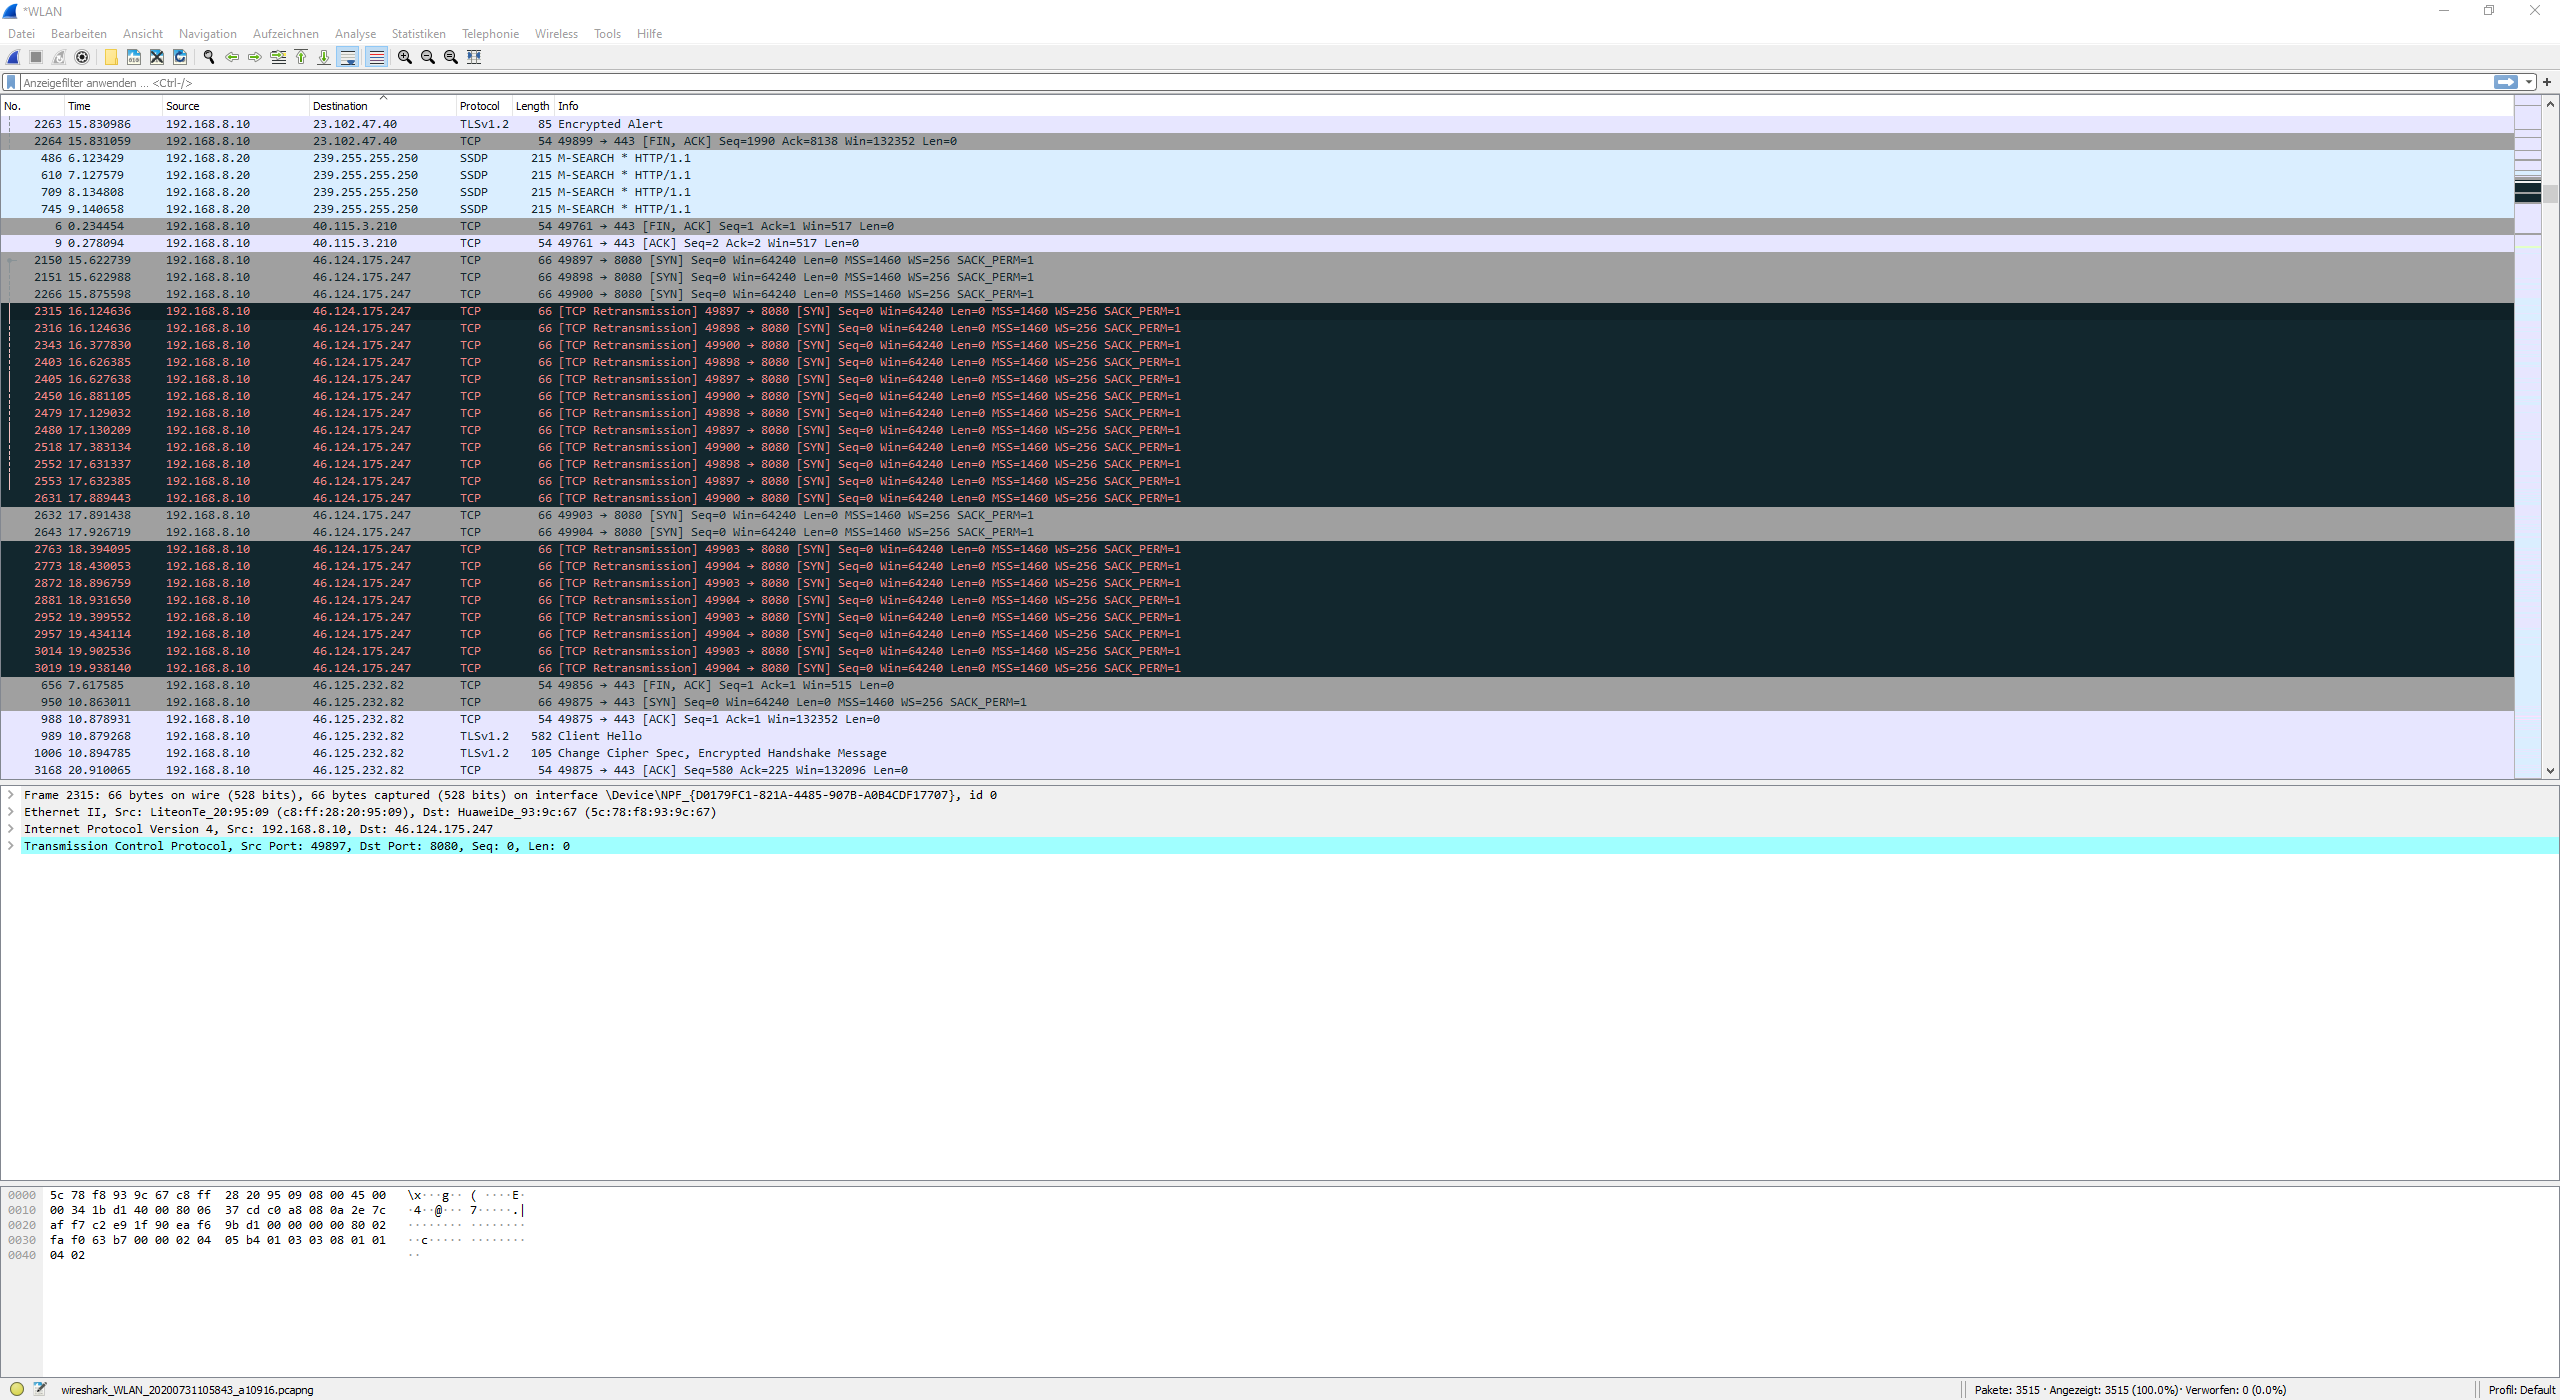 *WLAN
Datei Bearbeiten Ansicht Navigation Aufzeichnen Analyse Statistiken Telephonie Wireless Tools Hilfe
Anzeigefilter anwenden ... <Ctrl-/>
No. Time Source Destination Protocol Length Info
2263 15.830986 192.168.8.10 23.102.47.40 TLSv1.2 85 Encrypted Alert
2264 15.831059 192.168.8.10 23.102.47.40 TCP 54 49899 → 443 [FIN, ACK] Seq=1990 Ack=8138 Win=132352 Len=0
486 6.123429 192.168.8.20 239.255.255.250 SSDP 215 M-SEARCH * HTTP/1.1
610 7.127579 192.168.8.20 239.255.255.250 SSDP 215 M-SEARCH * HTTP/1.1
709 8.134808 192.168.8.20 239.255.255.250 SSDP 215 M-SEARCH * HTTP/1.1
745 9.140658 192.168.8.20 239.255.255.250 SSDP 215 M-SEARCH * HTTP/1.1
6 0.234454 192.168.8.10 40.115.3.210 TCP 54 49761 → 443 [FIN, ACK] Seq=1 Ack=1 Win=517 Len=0
9 0.278094 192.168.8.10 40.115.3.210 TCP 54 49761 → 443 [ACK] Seq=2 Ack=2 Win=517 Len=0
2150 15.622739 192.168.8.10 46.124.175.247 TCP 66 49897 → 8080 [SYN] Seq=0 Win=64240 Len=0 MSS=1460 WS=256 SACK_PERM=1
2151 15.622988 192.168.8.10 46.124.175.247 TCP 66 49898 → 8080 [SYN] Seq=0 Win=64240 Len=0 MSS=1460 WS=256 SACK_PERM=1
2266 15.875598 192.168.8.10 46.124.175.247 TCP 66 49900 → 8080 [SYN] Seq=0 Win=64240 Len=0 MSS=1460 WS=256 SACK_PERM=1
2315 16.124636 192.168.8.10 46.124.175.247 TCP 66 [TCP Retransmission] 49897 → 8080 [SYN] Seq=0 Win=64240 Len=0 MSS=1460 WS=256 SACK_PERM=1
2316 16.124636 192.168.8.10 46.124.175.247 TCP 66 [TCP Retransmission] 49898 → 8080 [SYN] Seq=0 Win=64240 Len=0 MSS=1460 WS=256 SACK_PERM=1
2343 16.377830 192.168.8.10 46.124.175.247 TCP 66 [TCP Retransmission] 49900 → 8080 [SYN] Seq=0 Win=64240 Len=0 MSS=1460 WS=256 SACK_PERM=1
2403 16.626385 192.168.8.10 46.124.175.247 TCP 66 [TCP Retransmission] 49898 → 8080 [SYN] Seq=0 Win=64240 Len=0 MSS=1460 WS=256 SACK_PERM=1
2405 16.627638 192.168.8.10 46.124.175.247 TCP 66 [TCP Retransmission] 49897 → 8080 [SYN] Seq=0 Win=64240 Len=0 MSS=1460 WS=256 SACK_PERM=1
2450 16.881105 192.168.8.10 46.124.175.247 TCP 66 [TCP Retransmission] 49900 → 8080 [SYN] Seq=0 Win=64240 Len=0 MSS=1460 WS=256 SACK_PERM=1
2479 17.129032 192.168.8.10 46.124.175.247 TCP 66 [TCP Retransmission] 49898 → 8080 [SYN] Seq=0 Win=64240 Len=0 MSS=1460 WS=256 SACK_PERM=1
2480 17.130209 192.168.8.10 46.124.175.247 TCP 66 [TCP Retransmission] 49897 → 8080 [SYN] Seq=0 Win=64240 Len=0 MSS=1460 WS=256 SACK_PERM=1
2518 17.383134 192.168.8.10 46.124.175.247 TCP 66 [TCP Retransmission] 49900 → 8080 [SYN] Seq=0 Win=64240 Len=0 MSS=1460 WS=256 SACK_PERM=1
2552 17.631337 192.168.8.10 46.124.175.247 TCP 66 [TCP Retransmission] 49898 → 8080 [SYN] Seq=0 Win=64240 Len=0 MSS=1460 WS=256 SACK_PERM=1
2553 17.632385 192.168.8.10 46.124.175.247 TCP 66 [TCP Retransmission] 49897 → 8080 [SYN] Seq=0 Win=64240 Len=0 MSS=1460 WS=256 SACK_PERM=1
2631 17.889443 192.168.8.10 46.124.175.247 TCP 66 [TCP Retransmission] 49900 → 8080 [SYN] Seq=0 Win=64240 Len=0 MSS=1460 WS=256 SACK_PERM=1
2632 17.891438 192.168.8.10 46.124.175.247 TCP 66 49903 → 8080 [SYN] Seq=0 Win=64240 Len=0 MSS=1460 WS=256 SACK_PERM=1
2643 17.926719 192.168.8.10 46.124.175.247 TCP 66 49904 → 8080 [SYN] Seq=0 Win=64240 Len=0 MSS=1460 WS=256 SACK_PERM=1
2763 18.394095 192.168.8.10 46.124.175.247 TCP 66 [TCP Retransmission] 49903 → 8080 [SYN] Seq=0 Win=64240 Len=0 MSS=1460 WS=256 SACK_PERM=1
2773 18.430053 192.168.8.10 46.124.175.247 TCP 66 [TCP Retransmission] 49904 → 8080 [SYN] Seq=0 Win=64240 Len=0 MSS=1460 WS=256 SACK_PERM=1
2872 18.896759 192.168.8.10 46.124.175.247 TCP 66 [TCP Retransmission] 49903 → 8080 [SYN] Seq=0 Win=64240 Len=0 MSS=1460 WS=256 SACK_PERM=1
2881 18.931650 192.168.8.10 46.124.175.247 TCP 66 [TCP Retransmission] 49904 → 8080 [SYN] Seq=0 Win=64240 Len=0 MSS=1460 WS=256 SACK_PERM=1
2952 19.399552 192.168.8.10 46.124.175.247 TCP 66 [TCP Retransmission] 49903 → 8080 [SYN] Seq=0 Win=64240 Len=0 MSS=1460 WS=256 SACK_PERM=1
2957 19.434114 192.168.8.10 46.124.175.247 TCP 66 [TCP Retransmission] 49904 → 8080 [SYN] Seq=0 Win=64240 Len=0 MSS=1460 WS=256 SACK_PERM=1
3014 19.902536 192.168.8.10 46.124.175.247 TCP 66 [TCP Retransmission] 49903 → 8080 [SYN] Seq=0 Win=64240 Len=0 MSS=1460 WS=256 SACK_PERM=1
3019 19.938140 192.168.8.10 46.124.175.247 TCP 66 [TCP Retransmission] 49904 → 8080 [SYN] Seq=0 Win=64240 Len=0 MSS=1460 WS=256 SACK_PERM=1
656 7.617585 192.168.8.10 46.125.232.82 TCP 54 49856 → 443 [FIN, ACK] Seq=1 Ack=1 Win=515 Len=0
950 10.863011 192.168.8.10 46.125.232.82 TCP 66 49875 → 443 [SYN] Seq=0 Win=64240 Len=0 MSS=1460 WS=256 SACK_PERM=1
988 10.878931 192.168.8.10 46.125.232.82 TCP 54 49875 → 443 [ACK] Seq=1 Ack=1 Win=132352 Len=0
989 10.879268 192.168.8.10 46.125.232.82 TLSv1.2 582 Client Hello
1006 10.894785 192.168.8.10 46.125.232.82 TLSv1.2 105 Change Cipher Spec, Encrypted Handshake Message
3168 20.910065 192.168.8.10 46.125.232.82 TCP 54 49875 → 443 [ACK] Seq=580 Ack=225 Win=132096 Len=0
Frame 2315: 66 bytes on wire (528 bits), 66 bytes captured (528 bits) on interface \Device\NPF_{D0179FC1-821A-4485-907B-A0B4CDF17707}, id 0
Ethernet II, Src: LiteonTe_20:95:09 (c8:ff:28:20:95:09), Dst: HuaweiDe_93:9c:67 (5c:78:f8:93:9c:67)
Internet Protocol Version 4, Src: 192.168.8.10, Dst: 46.124.175.247
Transmission Control Protocol, Src Port: 49897, Dst Port: 8080, Seq: 0, Len: 0
0000 5c 78 f8 93 9c 67 c8 ff 28 20 95 09 08 00 45 00 \x···g·· ( ····E·
0010 00 34 1b d1 40 00 80 06 37 cd c0 a8 08 0a 2e 7c ·4··@··· 7·····.|
0020 af f7 c2 e9 1f 90 ea f6 9b d1 00 00 00 00 80 02 ········ ········
0030 fa f0 63 b7 00 00 02 04 05 b4 01 03 03 08 01 01 ··c····· ········
0040 04 02 ··
wireshark_WLAN_20200731105843_a10916.pcapng Pakete: 3515 · Angezeigt: 3515 (100.0%) · Verworfen: 0 (0.0%) Profil: Default